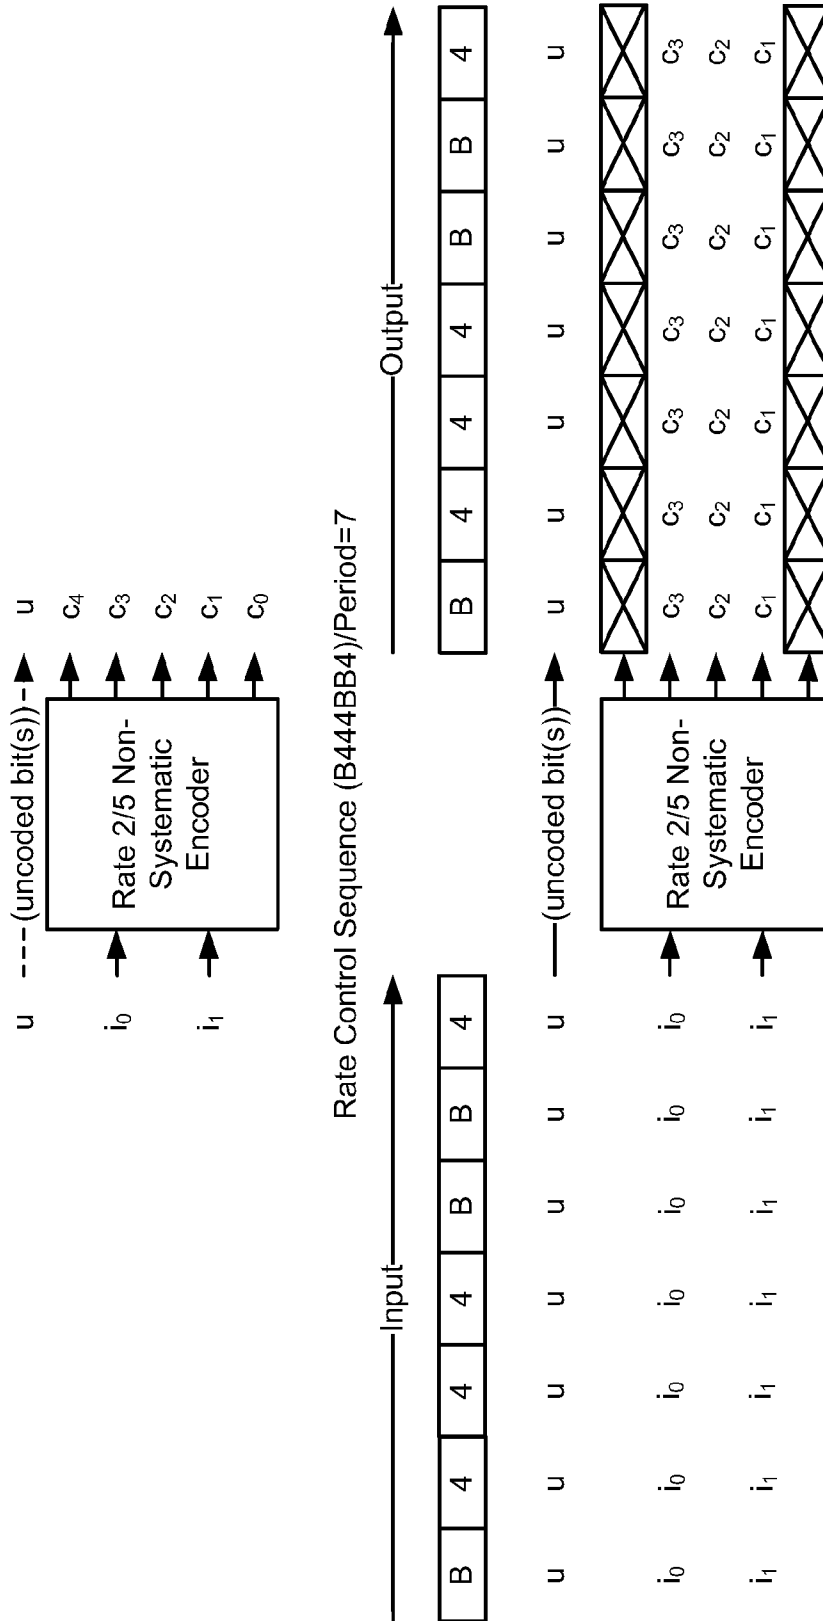 u ----(uncoded bit(s))--> u
c4
i0 Rate 2/5 Non- c3
Systematic c2
i1 Encoder c1
c0
Rate Control Sequence (B444BB4)/Period=7
Input Output
B 4 4 4 B B 4 B 4 4 4 B B 4
u u u u u u u (uncoded bit(s)) u u u u u u u
i0 i0 i0 i0 i0 i0 i0 Rate 2/5 Non- c3 c3 c3 c3 c3 c3 c3
Systematic c2 c2 c2 c2 c2 c2 c2
i1 i1 i1 i1 i1 i1 i1 Encoder c1 c1 c1 c1 c1 c1 c1